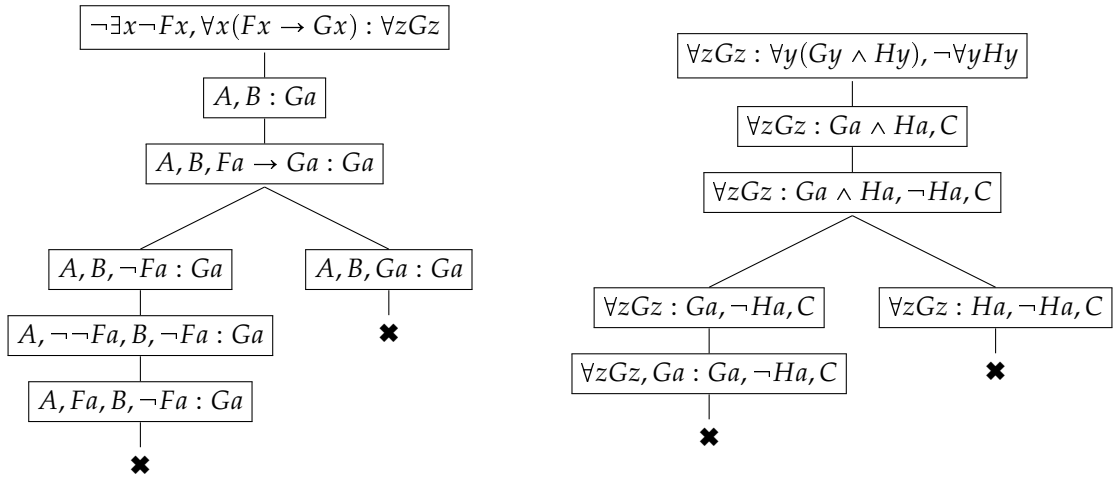 ¬∃x¬Fx, ∀x(Fx → Gx) : ∀zGz
A, B : Ga
A, B, Fa → Ga : Ga
A, B, ¬Fa : Ga
A, B, Ga : Ga
A, ¬¬Fa, B, ¬Fa : Ga
✖
A, Fa, B, ¬Fa : Ga
✖
∀zGz : ∀y(Gy ∧ Hy), ¬∀yHy
∀zGz : Ga ∧ Ha, C
∀zGz : Ga ∧ Ha, ¬Ha, C
∀zGz : Ga, ¬Ha, C
∀zGz : Ha, ¬Ha, C
∀zGz, Ga : Ga, ¬Ha, C
✖
✖